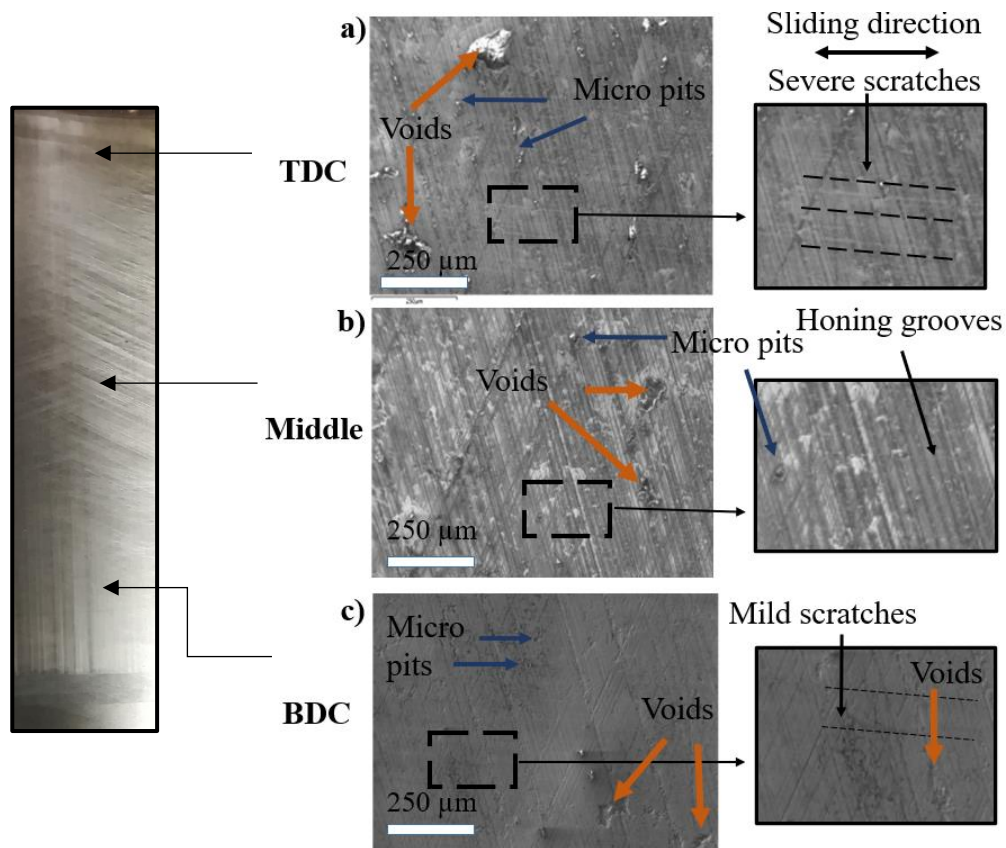 a)
Sliding direction
Severe scratches
Micro pits
Voids
TDC
250 µm
250µm
b)
Honing grooves
Micro pits
Voids
Middle
250 µm
c)
Mild scratches
Micro
pits
Voids
Voids
BDC
250 µm